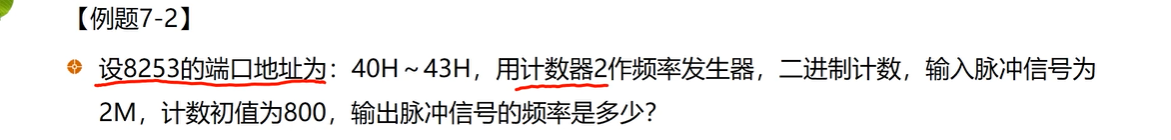 【例题7-2】
设8253的端口地址为：40H～43H，用计数器2作频率发生器，二进制计数，输入脉冲信号为
2M，计数初值为800，输出脉冲信号的频率是多少？